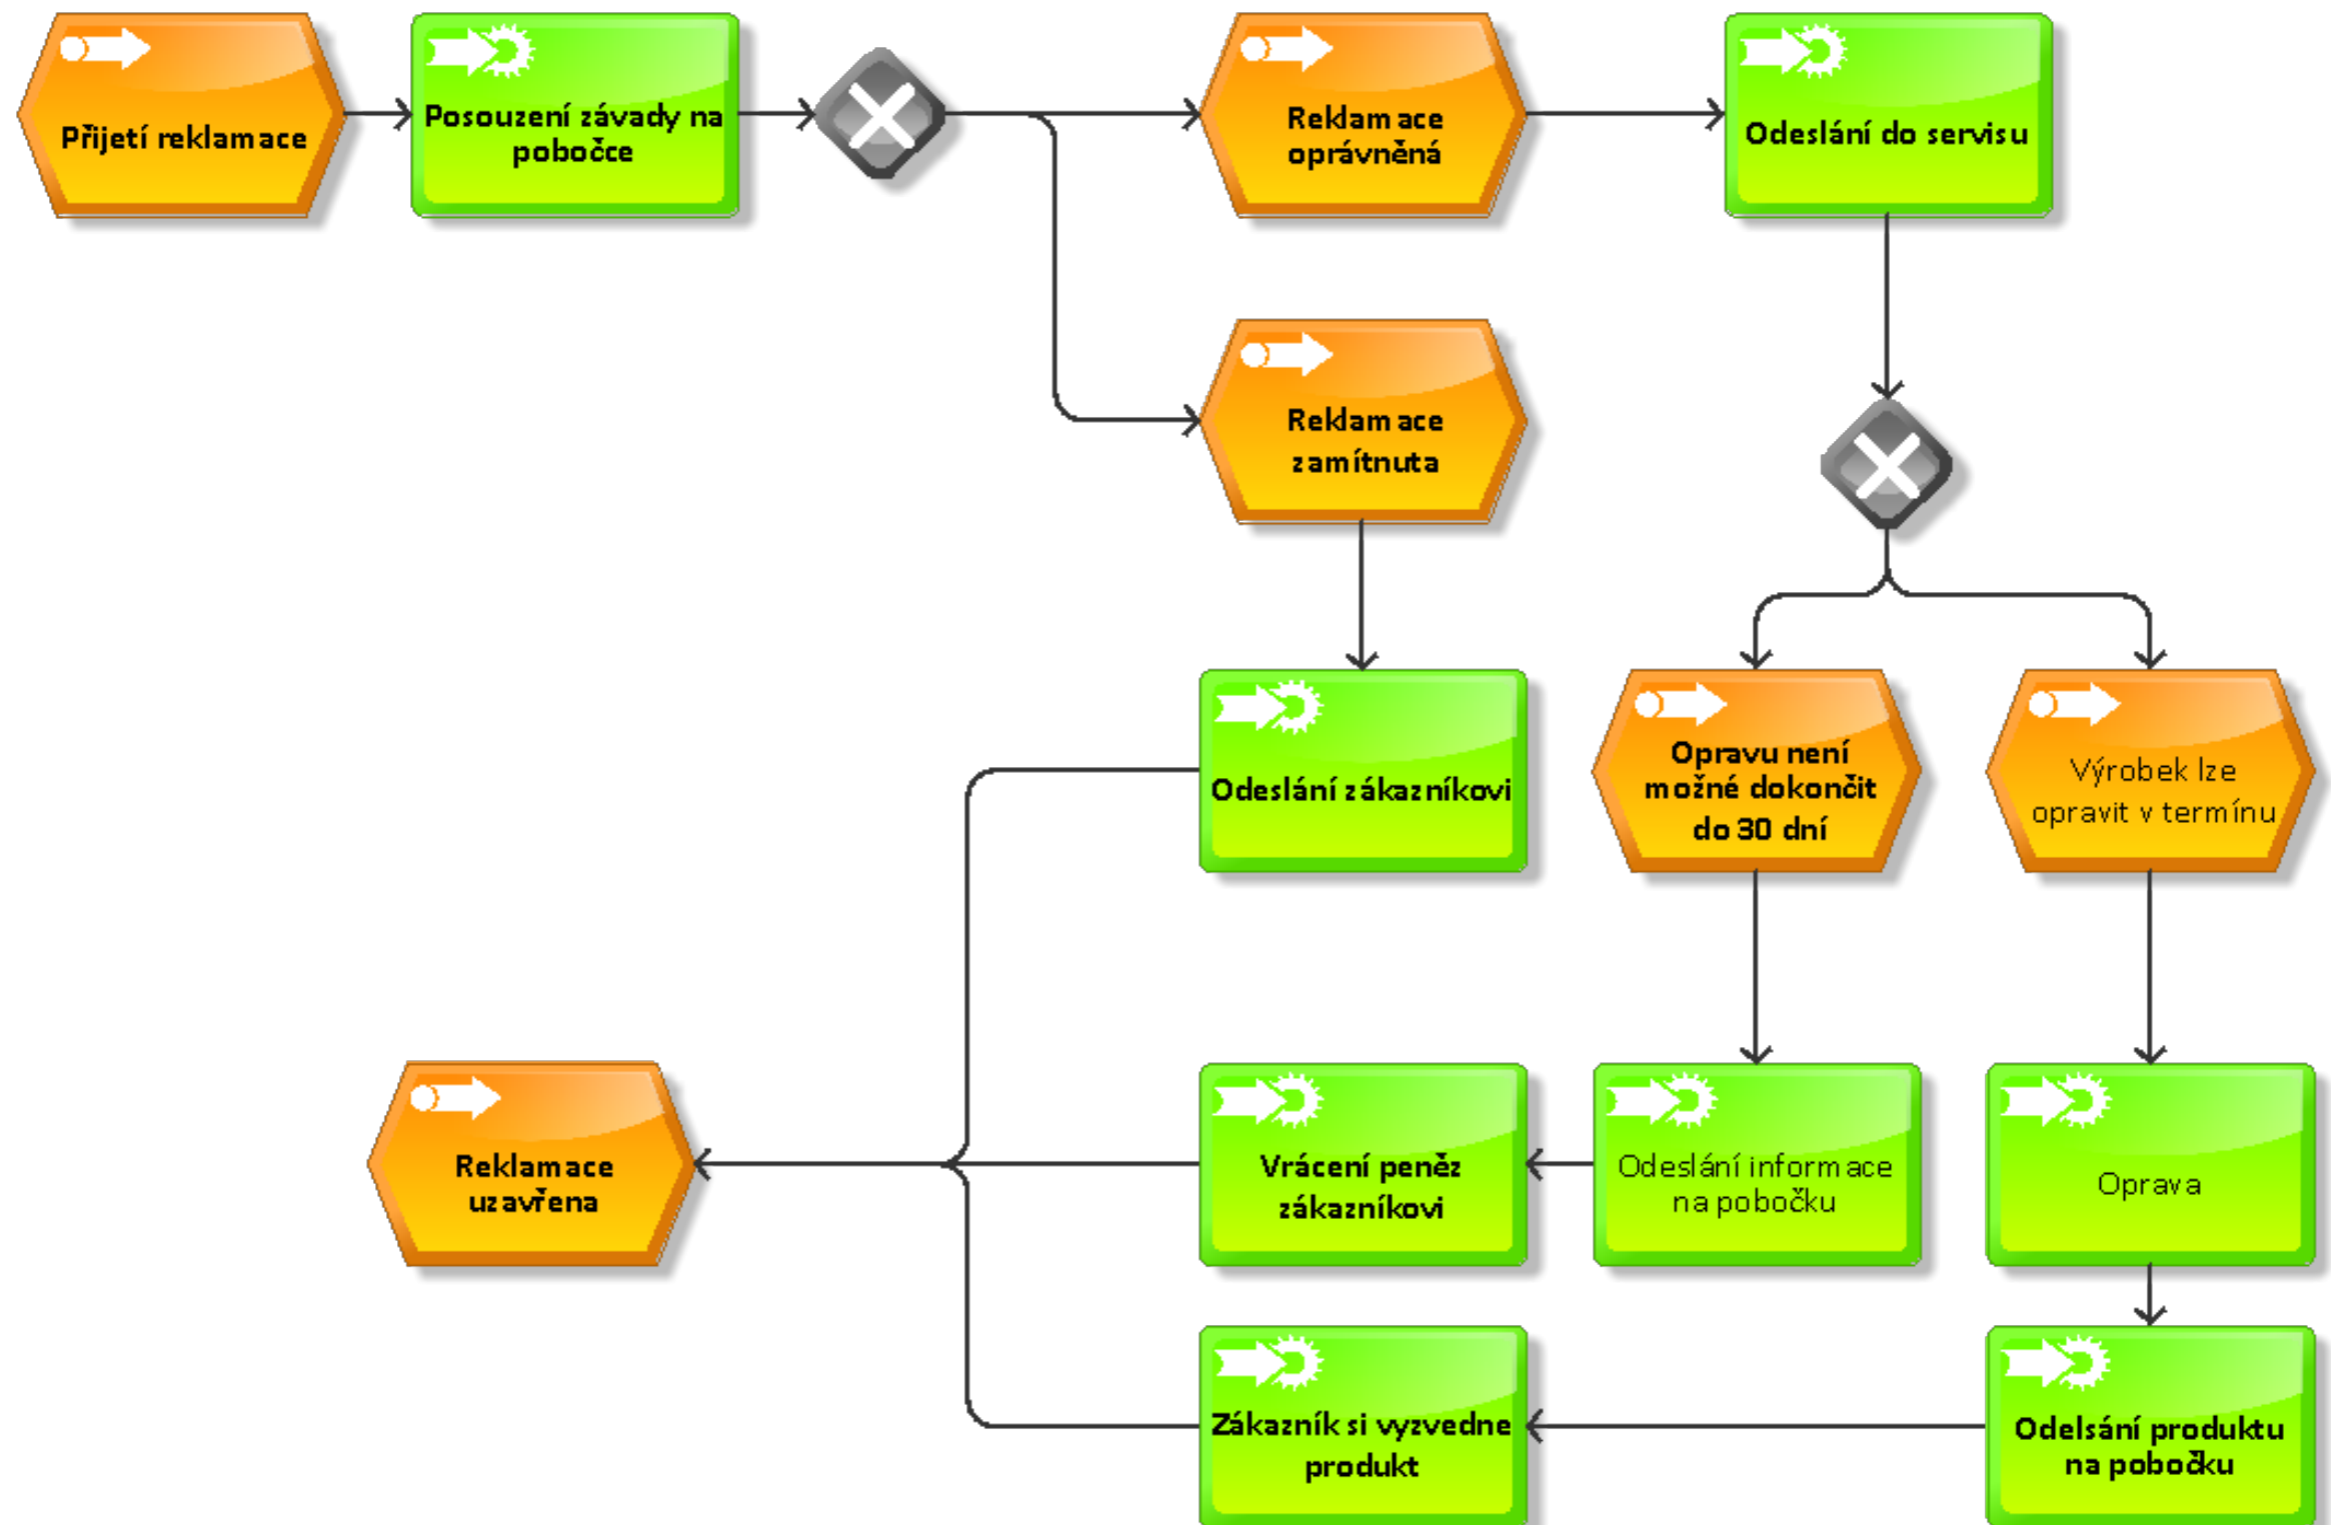 Přijetí reklamace
Posouzení závady na
pobočce
Reklamace
oprávněná
Odeslání do servisu
Reklamace
zamítnuta
Odeslání zákazníkovi
Opravu není
možné dokončit
do 30 dní
Výrobek lze
opravit v termínu
Reklamace
uzavřena
Vrácení peněz
zákazníkovi
Odeslání informace
na pobočku
Oprava
Zákazník si vyzvedne
produkt
Odelsání produktu
na pobočku